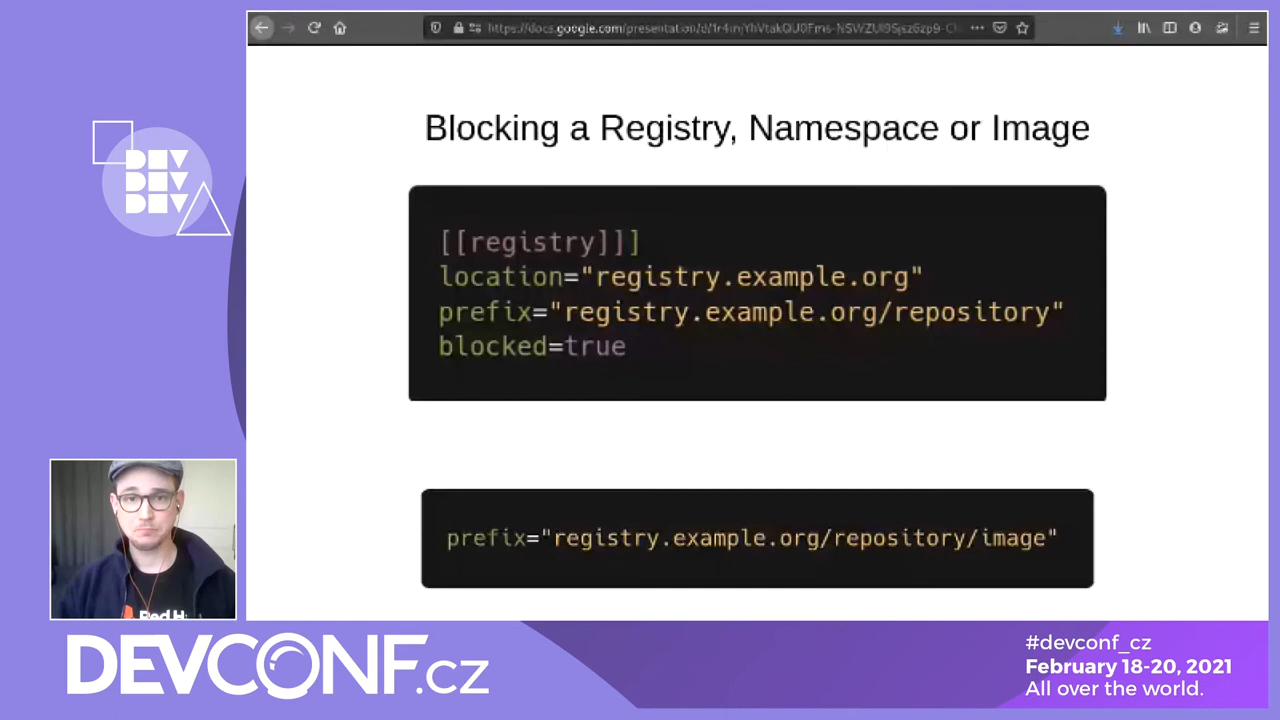 Blocking a Registry, Namespace or Image
[[registry]]]
location="registry.example.org"
prefix="registry.example.org/repository"
blocked=true
prefix="registry.example.org/repository/image"
DEV
DEV
DEV
Red H
DEVCONF.cz
#devconf_cz
February 18-20, 2021
All over the world.